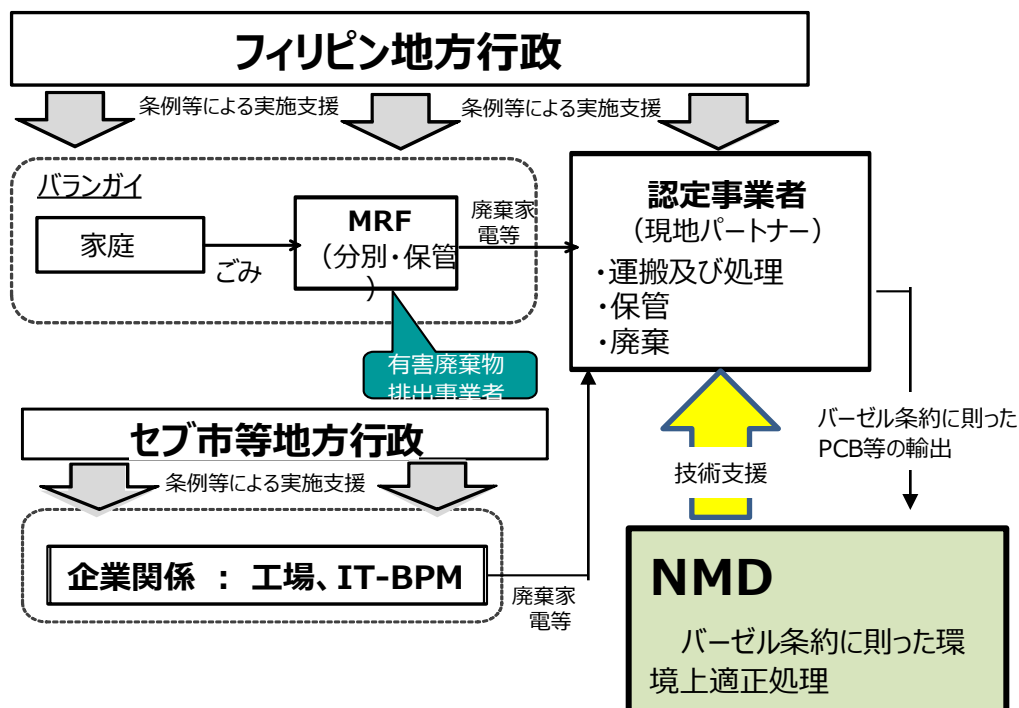 フィリピン地方行政
条例等による実施支援
条例等による実施支援
バランガイ
家庭
ごみ
MRF
（分別・保管
）
廃棄家
電等
有害廃棄物
排出事業者
認定事業者
（現地パートナー）
・運搬及び処理
・保管
・廃棄
セブ市等地方行政
条例等による実施支援
企業関係 ： 工場、IT-BPM
廃棄家
電等
技術支援
バーゼル条約に則った
PCB等の輸出
NMD
バーゼル条約に則った環
境上適正処理